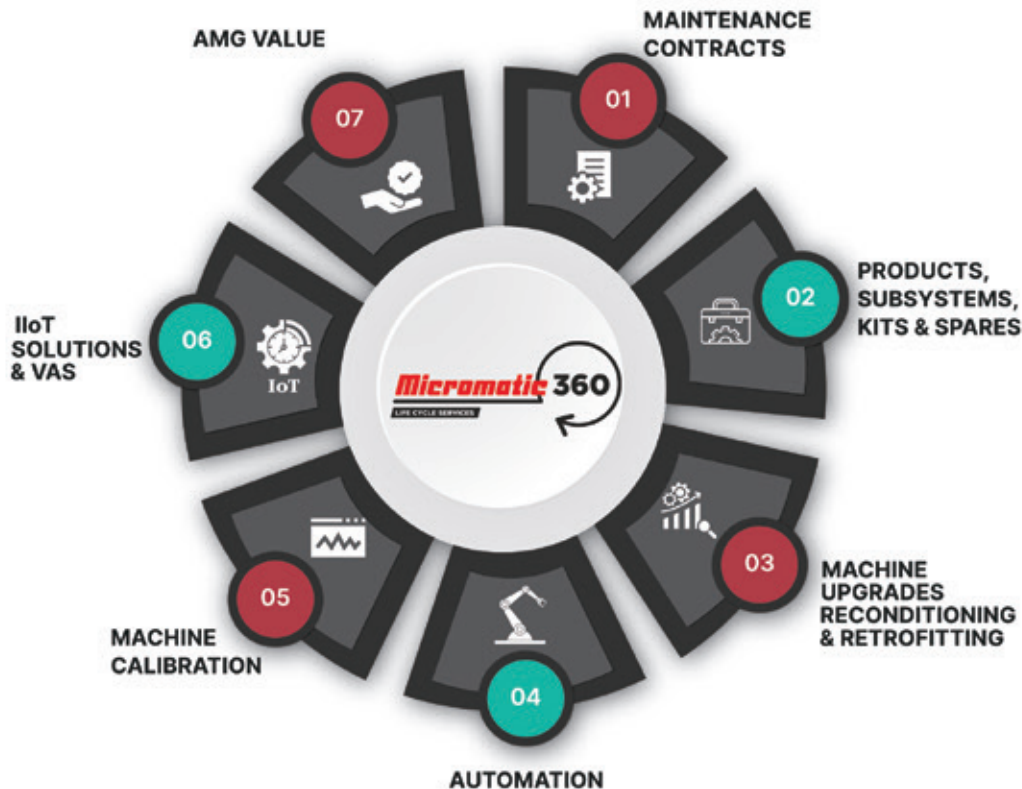 MAINTENANCE
CONTRACTS
01
PRODUCTS,
SUBSYSTEMS,
KITS & SPARES
02
MACHINE
UPGRADES
RECONDITIONING
& RETROFITTING
03
AUTOMATION
04
MACHINE
CALIBRATION
05
IIoT
SOLUTIONS
& VAS
06
IoT
AMG VALUE
07
Micromatic 360
LIFE CYCLE SERVICES